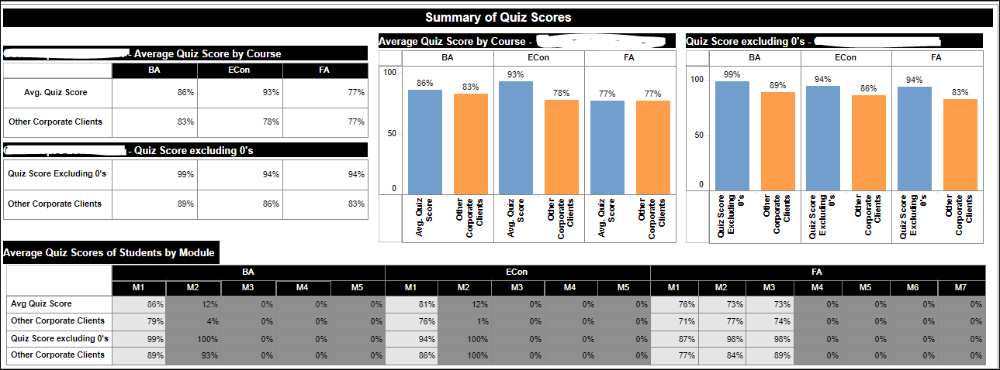 Summary of Quiz Scores
- Average Quiz Score by Course
BA ECon FA
Avg. Quiz Score 86% 93% 77%
Other Corporate Clients 83% 78% 77%
- Quiz Score excluding 0's
Quiz Score Excluding 0's 99% 94% 94%
Other Corporate Clients 89% 86% 83%
Average Quiz Score by Course -
BA ECon FA
100
50
0
86% 83% 93% 78% 77% 77%
Avg. Quiz Score
Other Corporate Clients
Avg. Quiz Score
Other Corporate Clients
Avg. Quiz Score
Other Corporate Clients
Quiz Score excluding 0's -
BA ECon FA
100
50
0
99% 89% 94% 86% 94% 83%
Quiz Score Excluding 0's
Other Corporate Clients
Quiz Score Excluding 0's
Other Corporate Clients
Quiz Score Excluding 0's
Other Corporate Clients
Average Quiz Scores of Students by Module
BA ECon FA
M1 M2 M3 M4 M5 M1 M2 M3 M4 M5 M1 M2 M3 M4 M5 M6 M7
Avg Quiz Score 86% 12% 0% 0% 0% 81% 12% 0% 0% 0% 76% 73% 73% 0% 0% 0% 0%
Other Corporate Clients 79% 4% 0% 0% 0% 76% 1% 0% 0% 0% 71% 77% 74% 0% 0% 0% 0%
Quiz Score excluding 0's 99% 100% 0% 0% 0% 94% 100% 0% 0% 0% 87% 98% 98% 0% 0% 0% 0%
Other Corporate Clients 89% 93% 0% 0% 0% 86% 100% 0% 0% 0% 77% 84% 89% 0% 0% 0% 0%